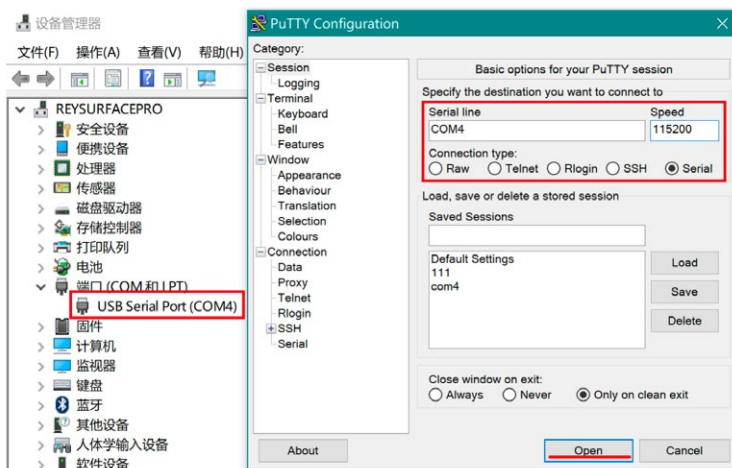 设备管理器
文件(F) 操作(A) 查看(V) 帮助(H)
REYSURFACEPRO
安全设备
便携设备
处理器
传感器
磁盘驱动器
存储控制器
打印队列
电池
端口 (COM 和 LPT)
USB Serial Port (COM4)
固件
计算机
监视器
键盘
蓝牙
其他设备
人体学输入设备
软件设备
PuTTY Configuration
Category:
Session
Logging
Terminal
Keyboard
Bell
Features
Window
Appearance
Behaviour
Translation
Selection
Colours
Connection
Data
Proxy
Telnet
Rlogin
SSH
Serial
Basic options for your PuTTY session
Specify the destination you want to connect to
Serial line Speed
COM4 115200
Connection type:
Raw Telnet Rlogin SSH Serial
Load, save or delete a stored session
Saved Sessions
Default Settings
111
com4
Load
Save
Delete
Close window on exit:
Always Never Only on clean exit
About Open Cancel